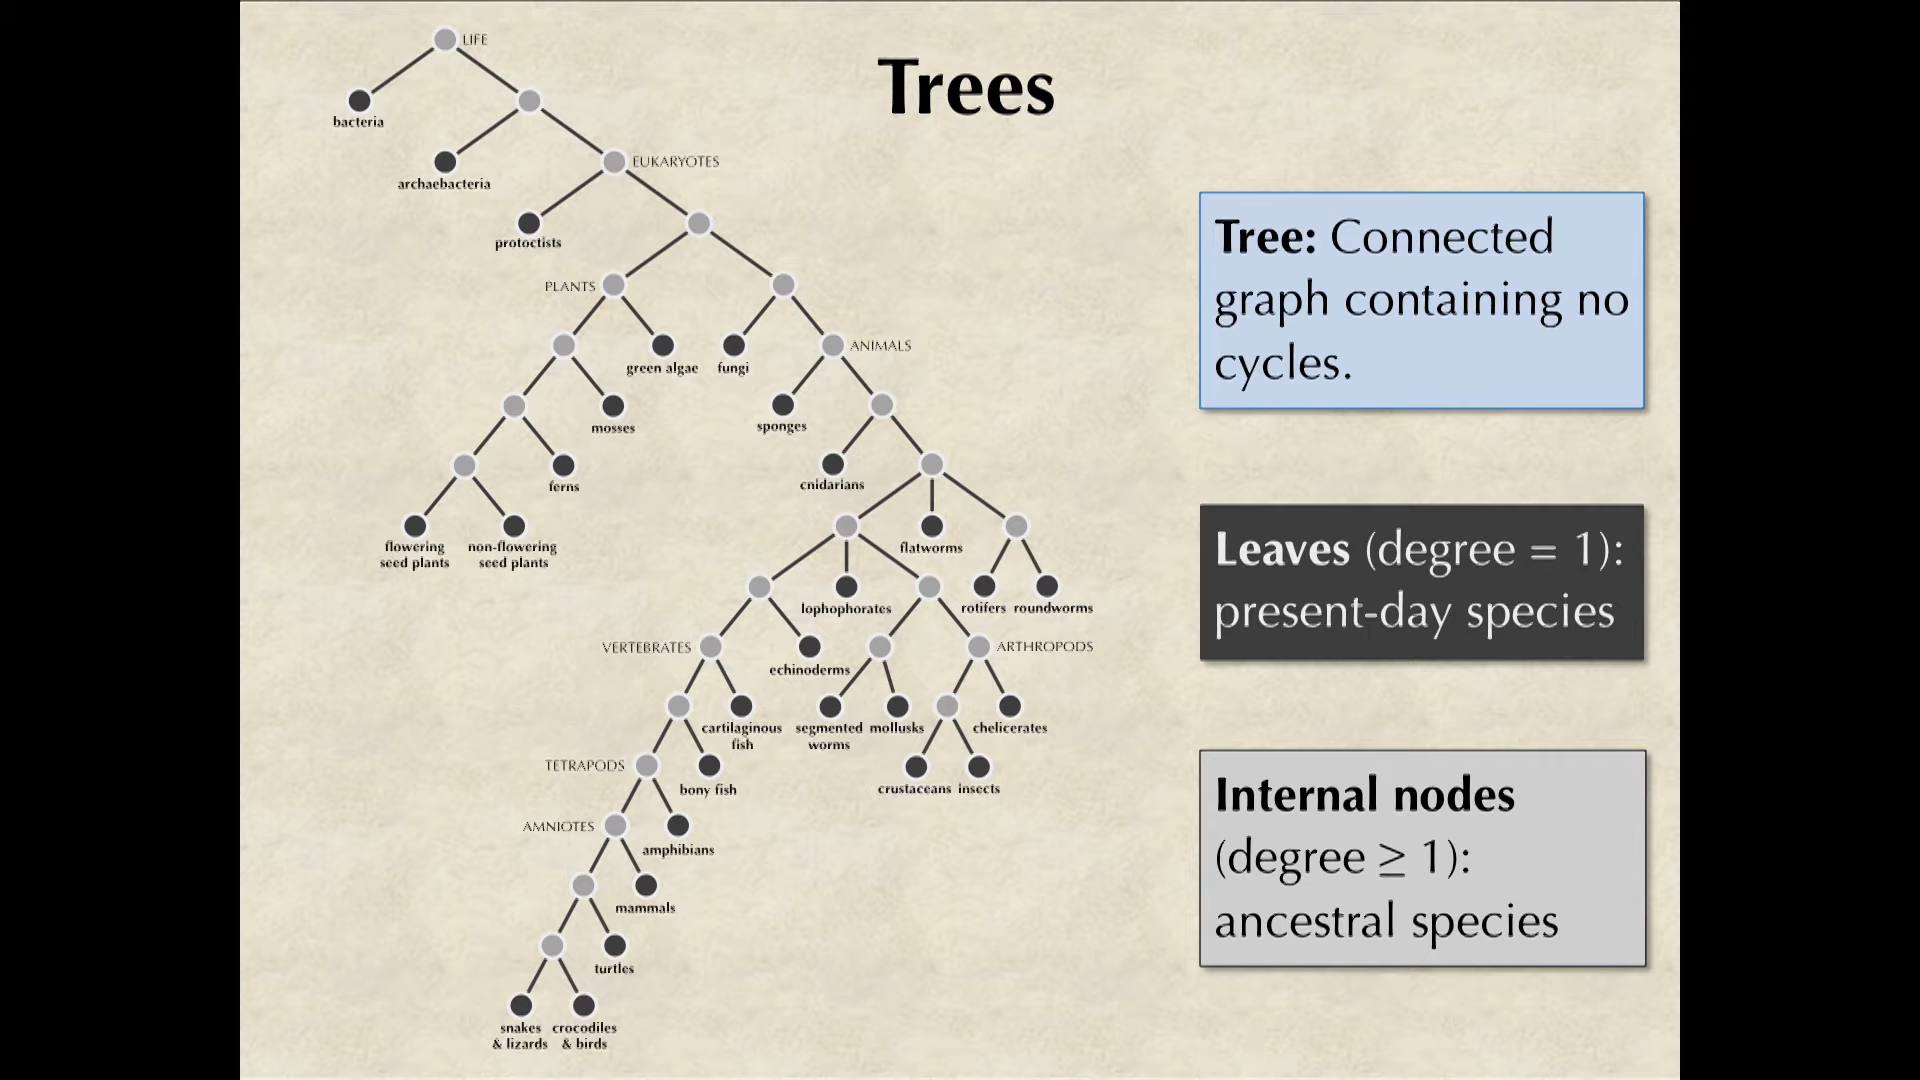 LIFE
Trees
bacteria
EUKARYOTES
archaebacteria
protoctists
PLANTS
ANIMALS
green algae
fungi
mosses
sponges
ferns
cnidarians
flowering
seed plants
non-flowering
seed plants
flatworms
lophophorates
rotifers
roundworms
VERTEBRATES
ARTHROPODS
echinoderms
cartilaginous
fish
segmented
worms
mollusks
chelicerates
TETRAPODS
bony fish
crustaceans
insects
AMNIOTES
amphibians
mammals
turtles
snakes
& lizards
crocodiles
& birds
Tree: Connected
graph containing no
cycles.
Leaves (degree = 1):
present-day species
Internal nodes
(degree ≥ 1):
ancestral species